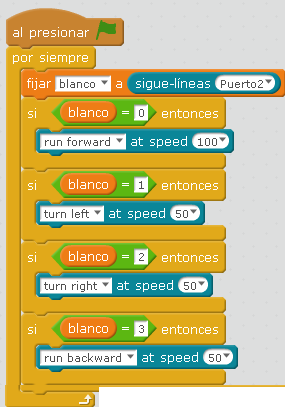 al presionar
por siempre
fijar blanco a sigue-líneas Puerto2
si blanco = 0 entonces
run forward at speed 100
si blanco = 1 entonces
turn left at speed 50
si blanco = 2 entonces
turn right at speed 50
si blanco = 3 entonces
run backward at speed 50